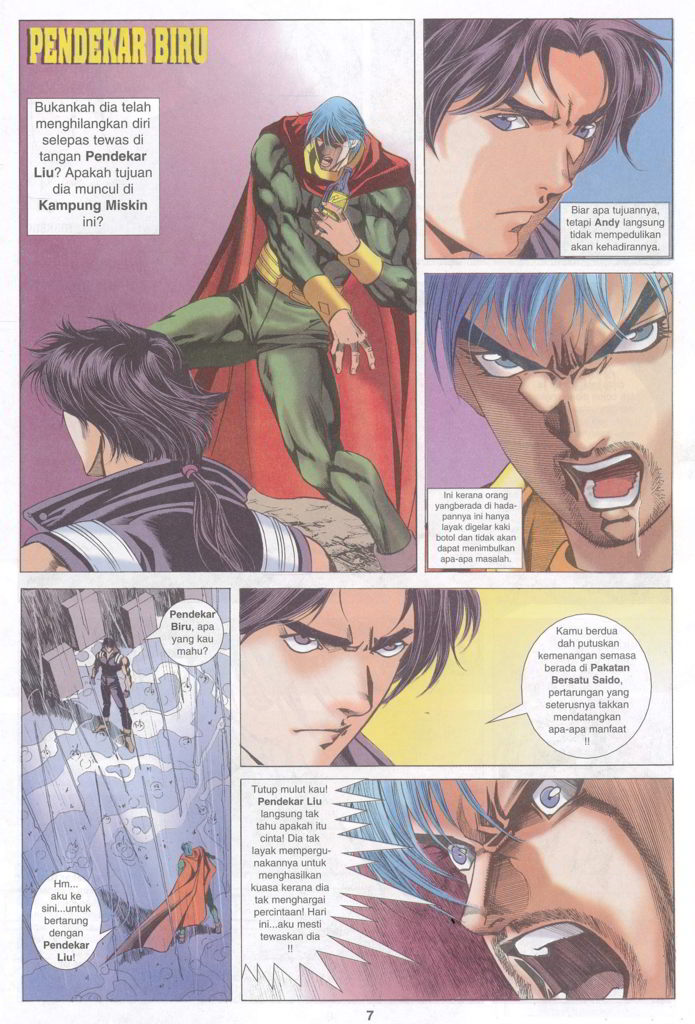 PENDEKAR BIRU
Bukankah dia telah
menghilangkan diri
selepas tewas di
tangan Pendekar
Liu? Apakah tujuan
dia muncul di
Kampung Miskin
ini?
Biar apa tujuannya,
tetapi Andy langsung
tidak mempedulikan
akan kehadirannya.
Ini kerana orang
yangberada di hada-
pannya ini hanya
layak digelar kaki
botol dan tidak akan
dapat menimbulkan
apa-apa masalah.
Pendekar
Biru, apa
yang kau
mahu?
Hm...
aku ke
sini...untuk
bertarung
dengan
Pendekar
Liu!
Kamu berdua
dah putuskan
kemenangan semasa
berada di Pakatan
Bersatu Saido,
pertarungan yang
seterusnya takkan
mendatangkan
apa-apa manfaat
!!
Tutup mulut kau!
Pendekar Liu
langsung tak
tahu apakah itu
cinta! Dia tak
layak mempergu-
nakannya untuk
menghasilkan
kuasa kerana dia
tak menghargai
percintaan! Hari
ini...aku mesti
tewaskan dia
!!
7